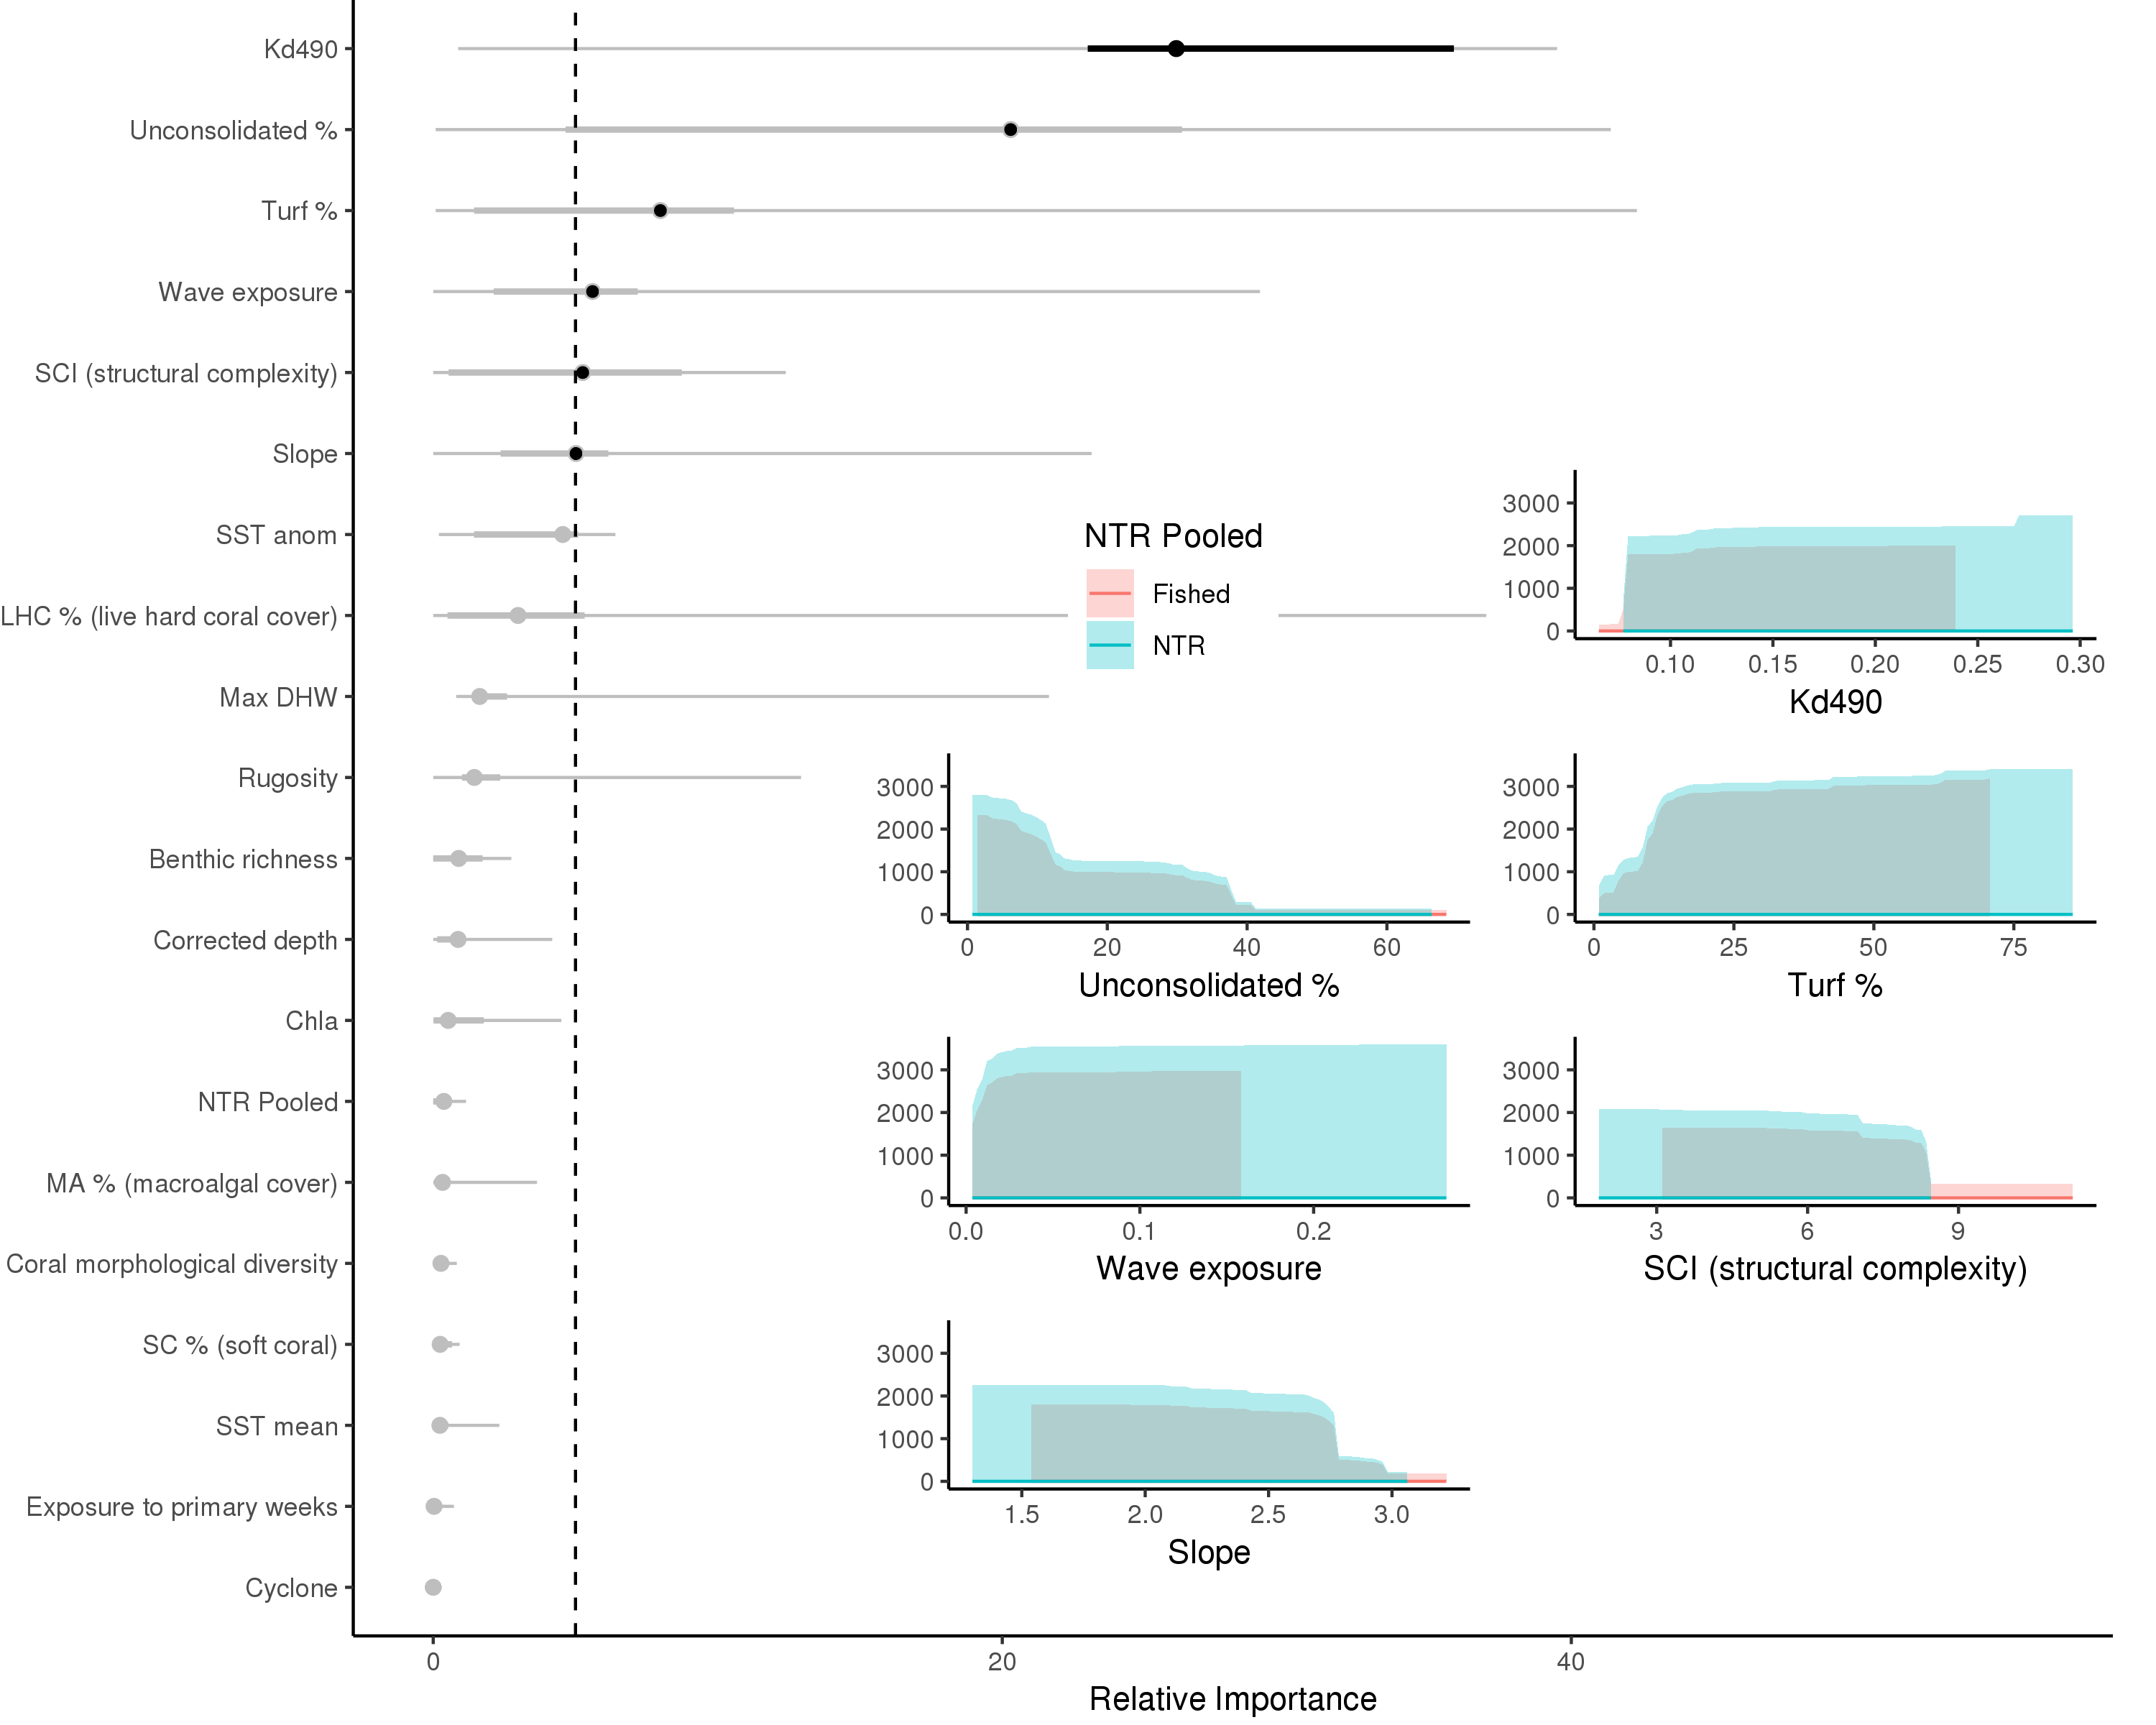 Kd490
Unconsolidated %
Turf %
Wave exposure
SCI (structural complexity)
Slope
SST anom
LHC % (live hard coral cover)
Max DHW
Rugosity
Benthic richness
Corrected depth
Chla
NTR Pooled
MA % (macroalgal cover)
Coral morphological diversity
SC % (soft coral)
SST mean
Exposure to primary weeks
Cyclone
0 20 40
Relative Importance
NTR Pooled
Fished
NTR
3000
2000
1000
0
0.10 0.15 0.20 0.25 0.30
Kd490
3000
2000
1000
0
0 20 40 60
Unconsolidated %
3000
2000
1000
0
0 25 50 75
Turf %
3000
2000
1000
0
0.0 0.1 0.2
Wave exposure
3000
2000
1000
0
3 6 9
SCI (structural complexity)
3000
2000
1000
0
1.5 2.0 2.5 3.0
Slope